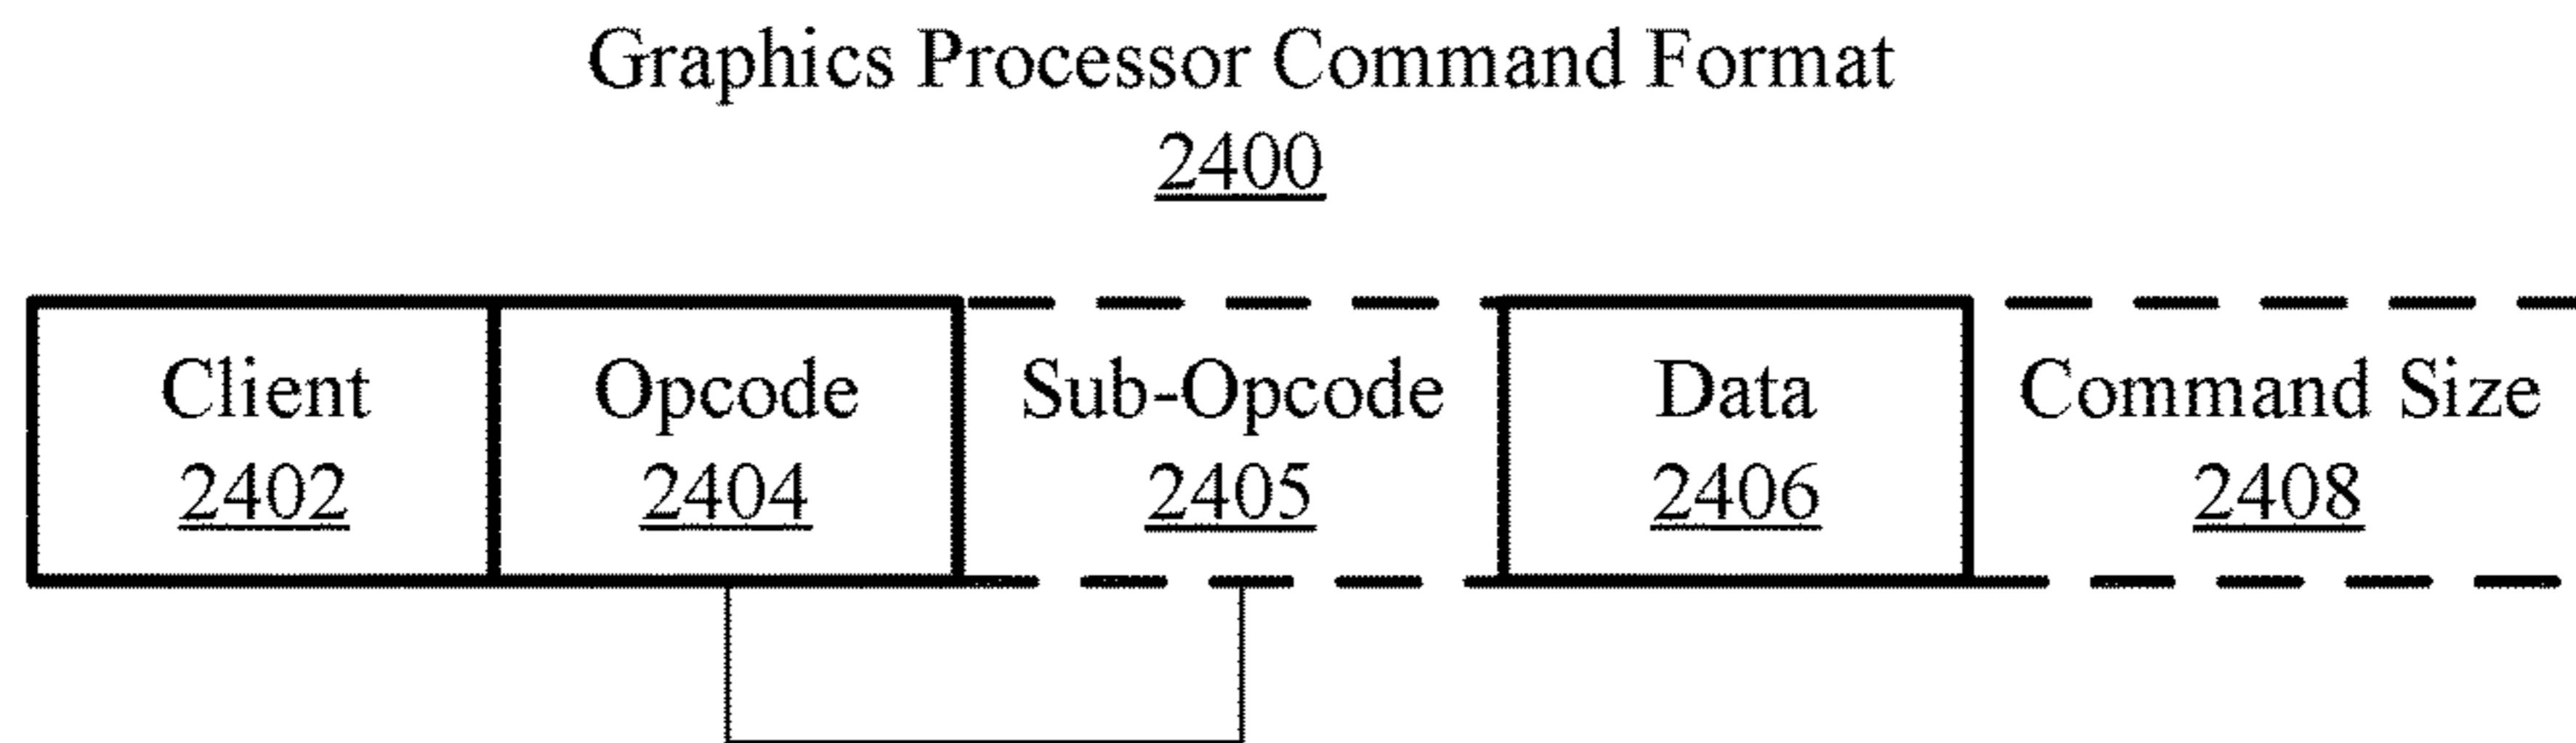 Graphics Processor Command Format
2400
Client
2402
Opcode
2404
Sub-Opcode
2405
Data
2406
Command Size
2408